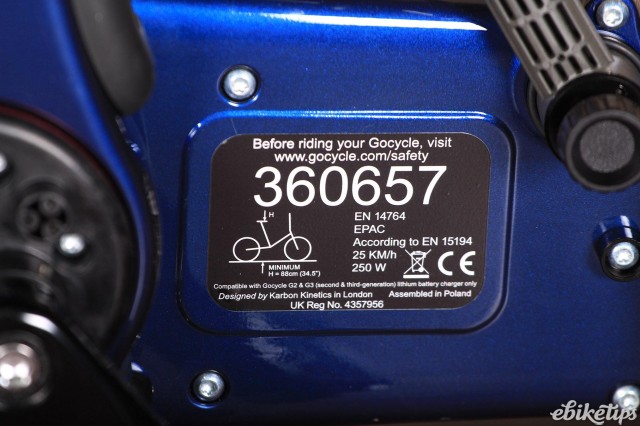 Before riding your Gocycle, visit
www.gocycle.com/safety
360657
H
EN 14764
EPAC
According to EN 15194
25 KM/h
250 W
CE
MINIMUM
H = 88cm (34.5")
Compatible with Gocycle G2 & G3 (second & third-generation) lithium battery charger only
Designed by Karbon Kinetics in London Assembled in Poland
UK Reg No. 4357956
ebiketips